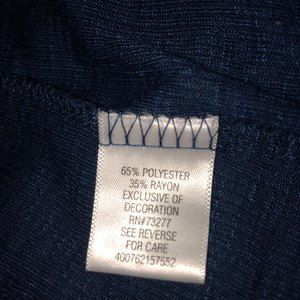 65% POLYESTER
35% RAYON
EXCLUSIVE OF
DECORATION
RN#73277
SEE REVERSE
FOR CARE
400762157552